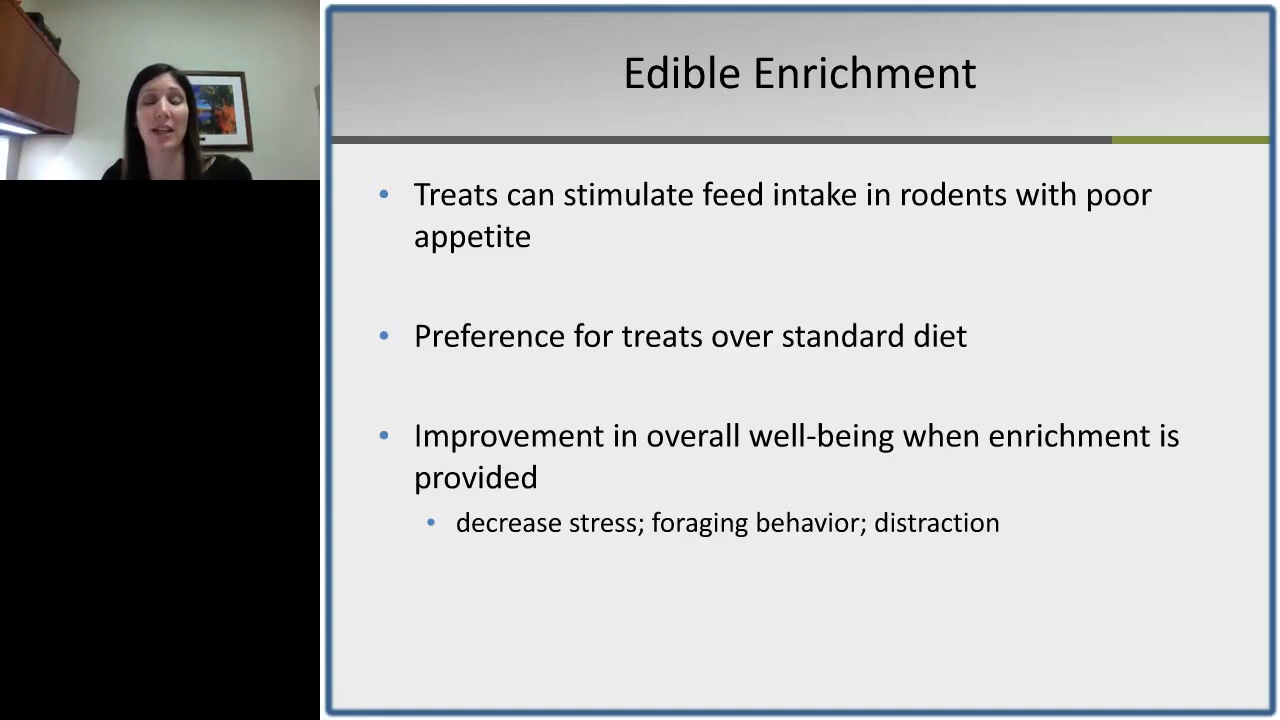 Edible Enrichment
• Treats can stimulate feed intake in rodents with poor
appetite
• Preference for treats over standard diet
• Improvement in overall well-being when enrichment is
provided
• decrease stress; foraging behavior; distraction